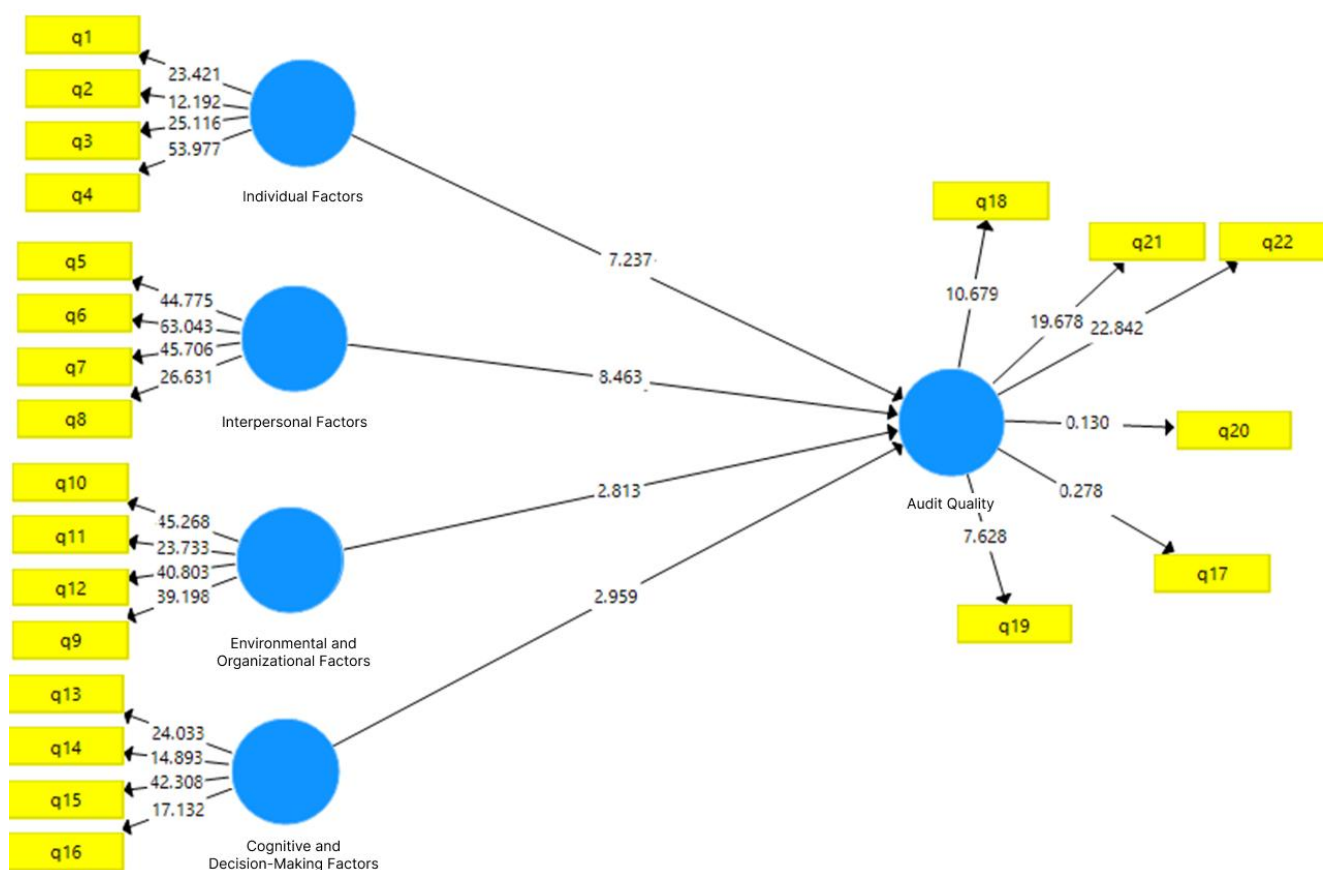 q1
q2
q3
q4
23.421
12.192
25.116
53.977
Individual Factors
q5
q6
q7
q8
44.775
63.043
45.706
26.631
Interpersonal Factors
q10
q11
q12
q9
45.268
23.733
40.803
39.198
Environmental and
Organizational Factors
q13
q14
q15
q16
24.033
14.893
42.308
17.132
Cognitive and
Decision-Making Factors
7.237
8.463
2.813
2.959
q18
q21
q22
10.679
19.678
22.842
0.130
q20
Audit Quality
0.278
q17
7.628
q19